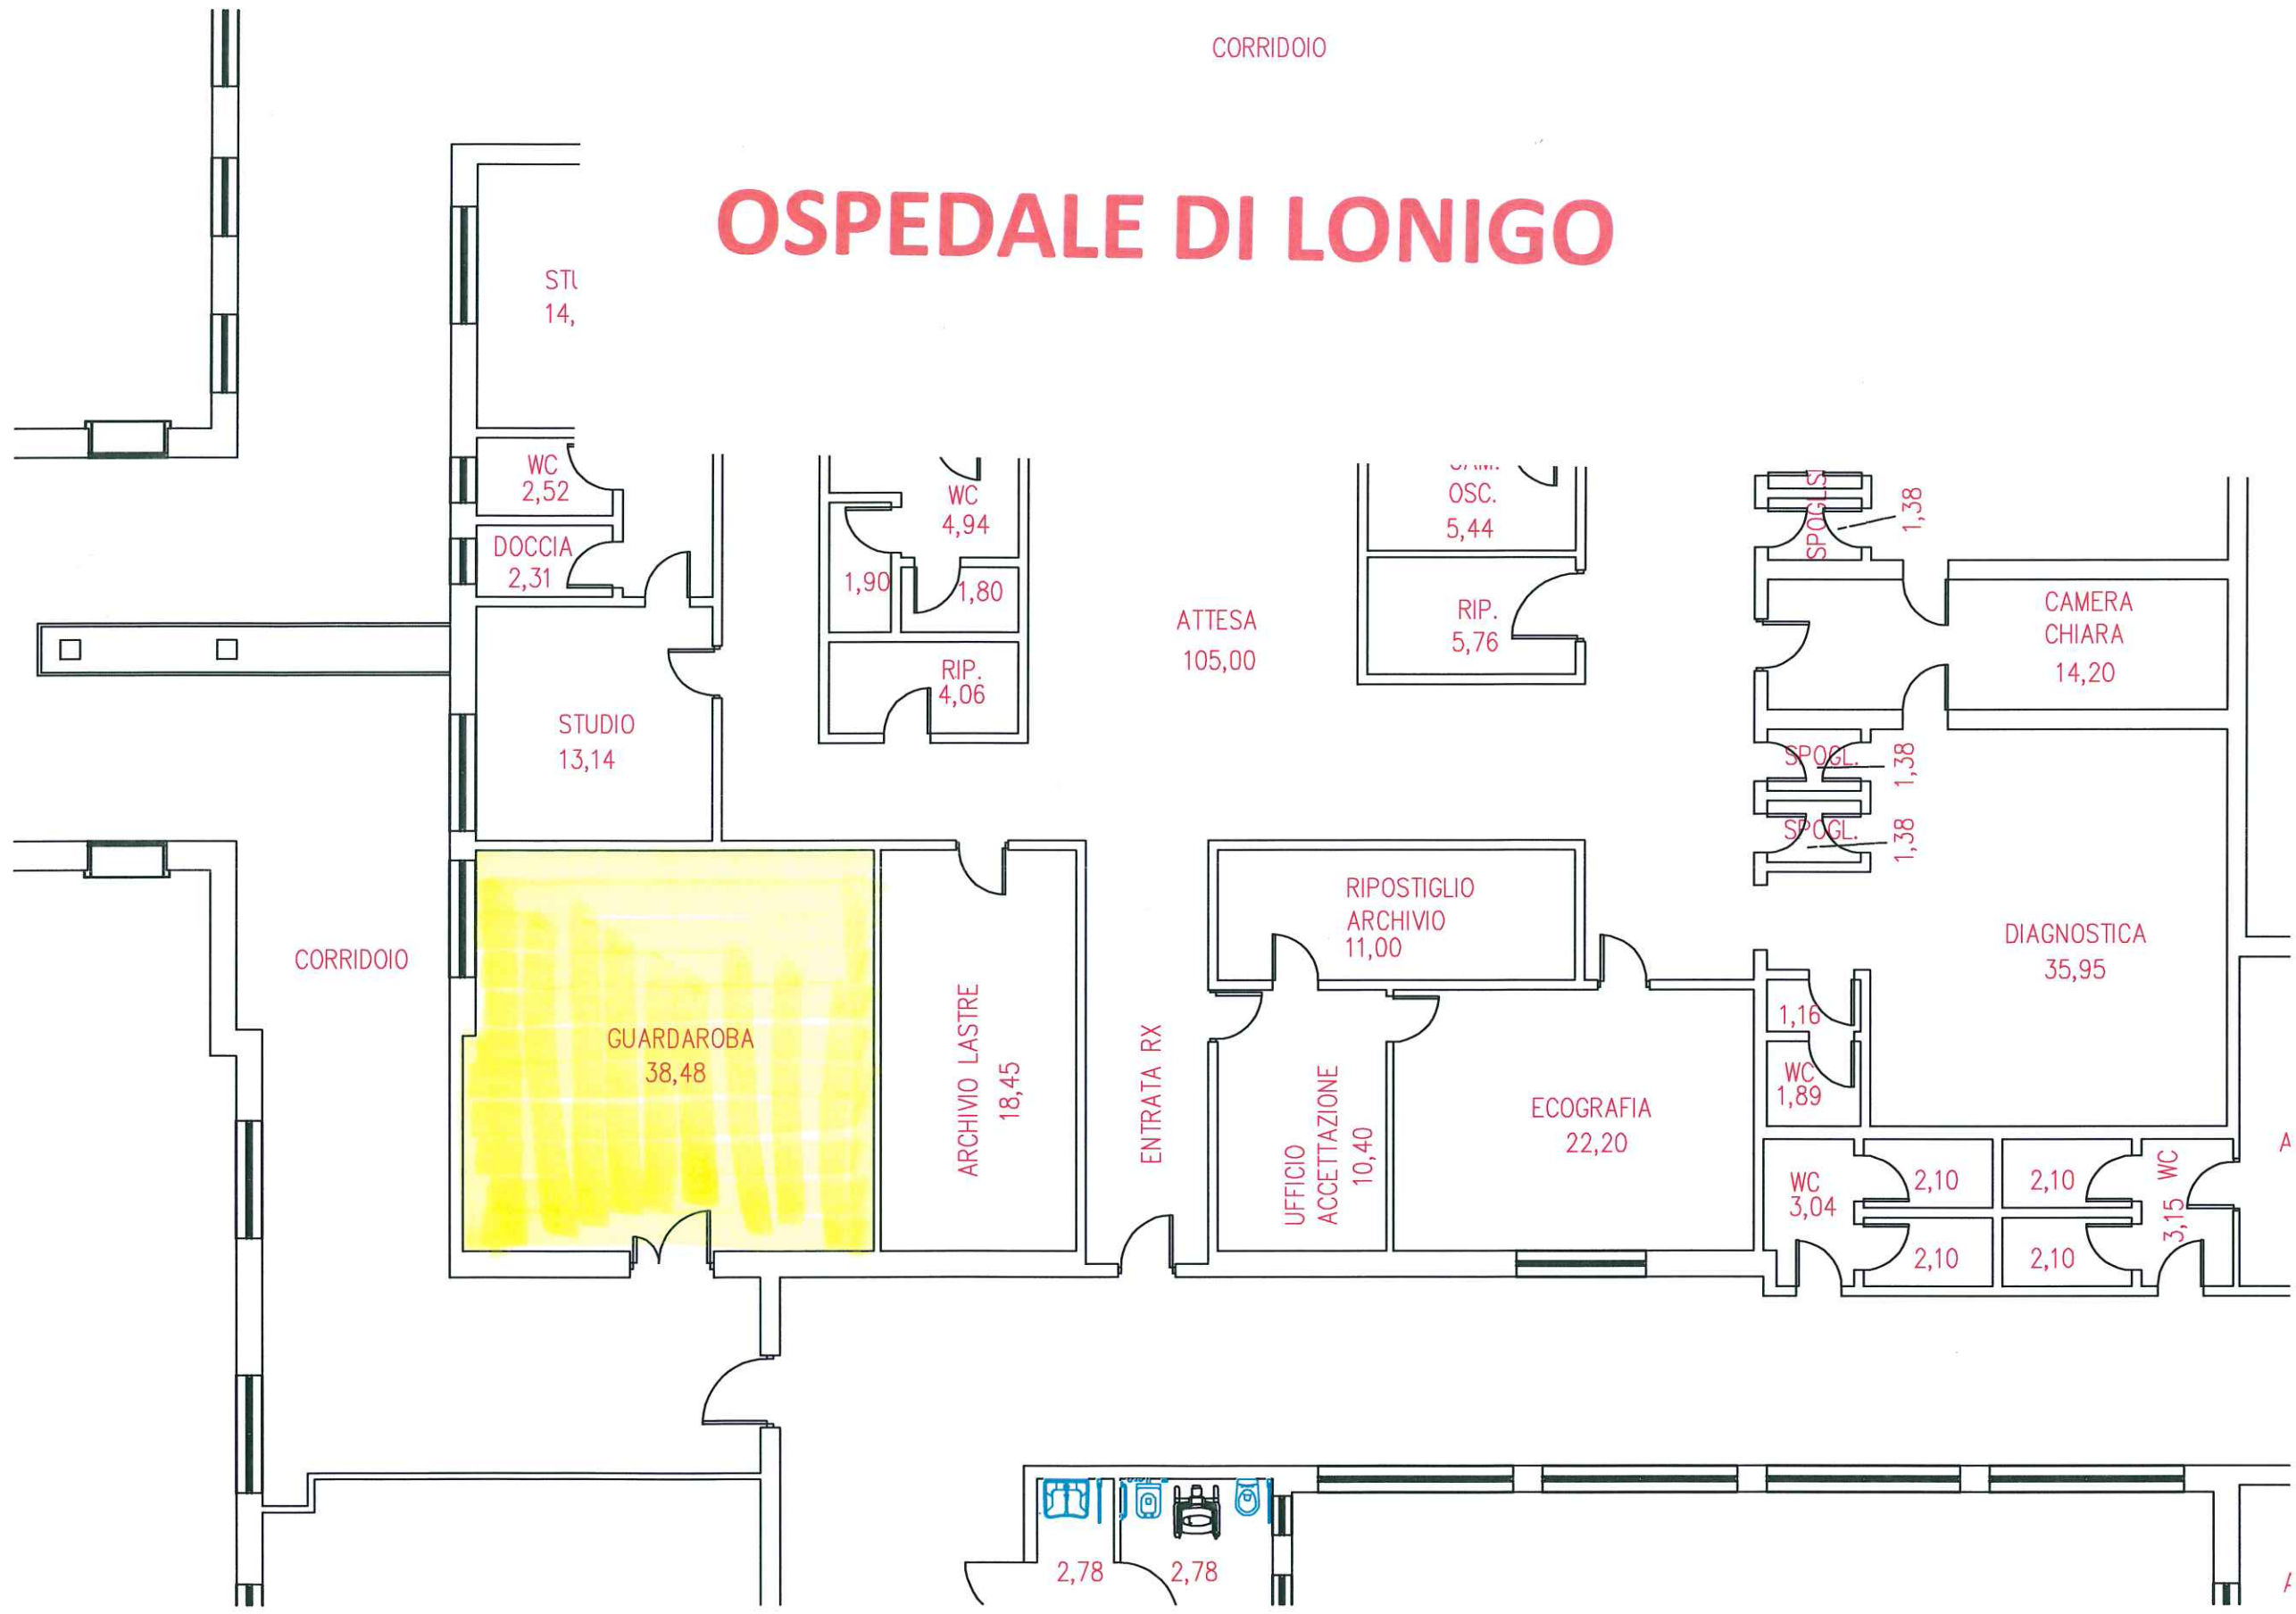 CORRIDOIO
OSPEDALE DI LONIGO
14,
WC
2,52
DOCCIA
2,31
WC
4,94
1,90
1,80
RIP.
4,06
ATTESA
105,00
OSC.
5,44
RIP.
5,76
SPOGL.
1,38
CAMERA
CHIARA
14,20
STUDIO
13,14
SPOGL.
1,38
SPOGL.
1,38
CORRIDOIO
GUARDAROBA
38,48
ARCHIVIO LASTRE
18,45
ENTRATA RX
RIPOSTIGLIO
ARCHIVIO
11,00
UFFICIO
ACCETTAZIONE
10,40
ECOGRAFIA
22,20
DIAGNOSTICA
35,95
1,16
WC
1,89
WC
3,04
2,10
2,10
2,10
2,10
WC
3,15
2,78
2,78